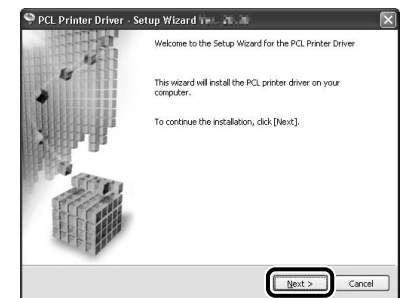 PCL Printer Driver - Setup Wizard
Welcome to the Setup Wizard for the PCL Printer Driver
This wizard will install the PCL printer driver on your
computer.
To continue the installation, click [Next].
Next >
Cancel